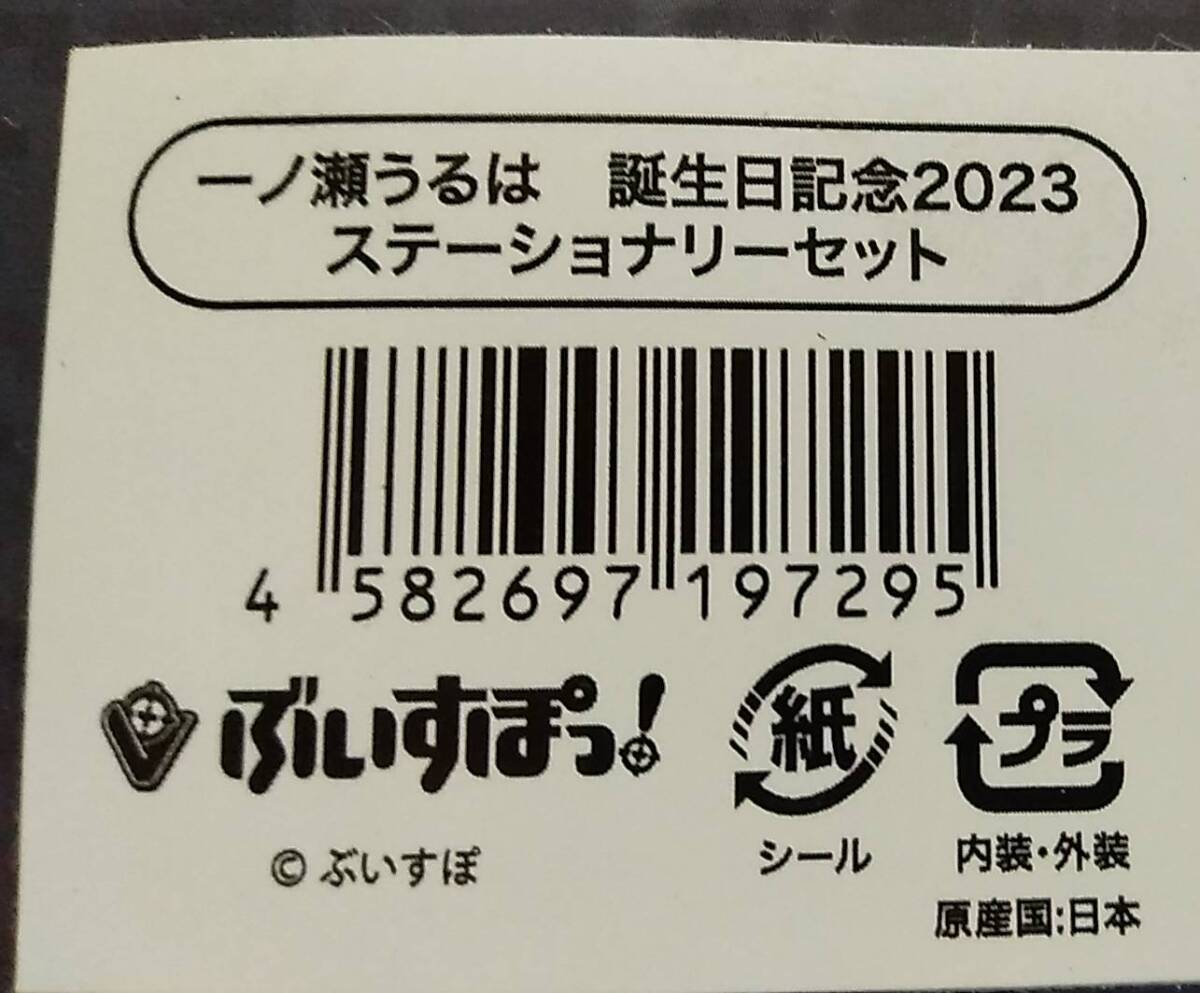 一ノ瀬うるは 誕生日記念2023
ステーショナリーセット
4 582697 197295
ぶいすぽっ!
紙
プラ
© ぶいすぽ
シール
内装・外装
原産国:日本